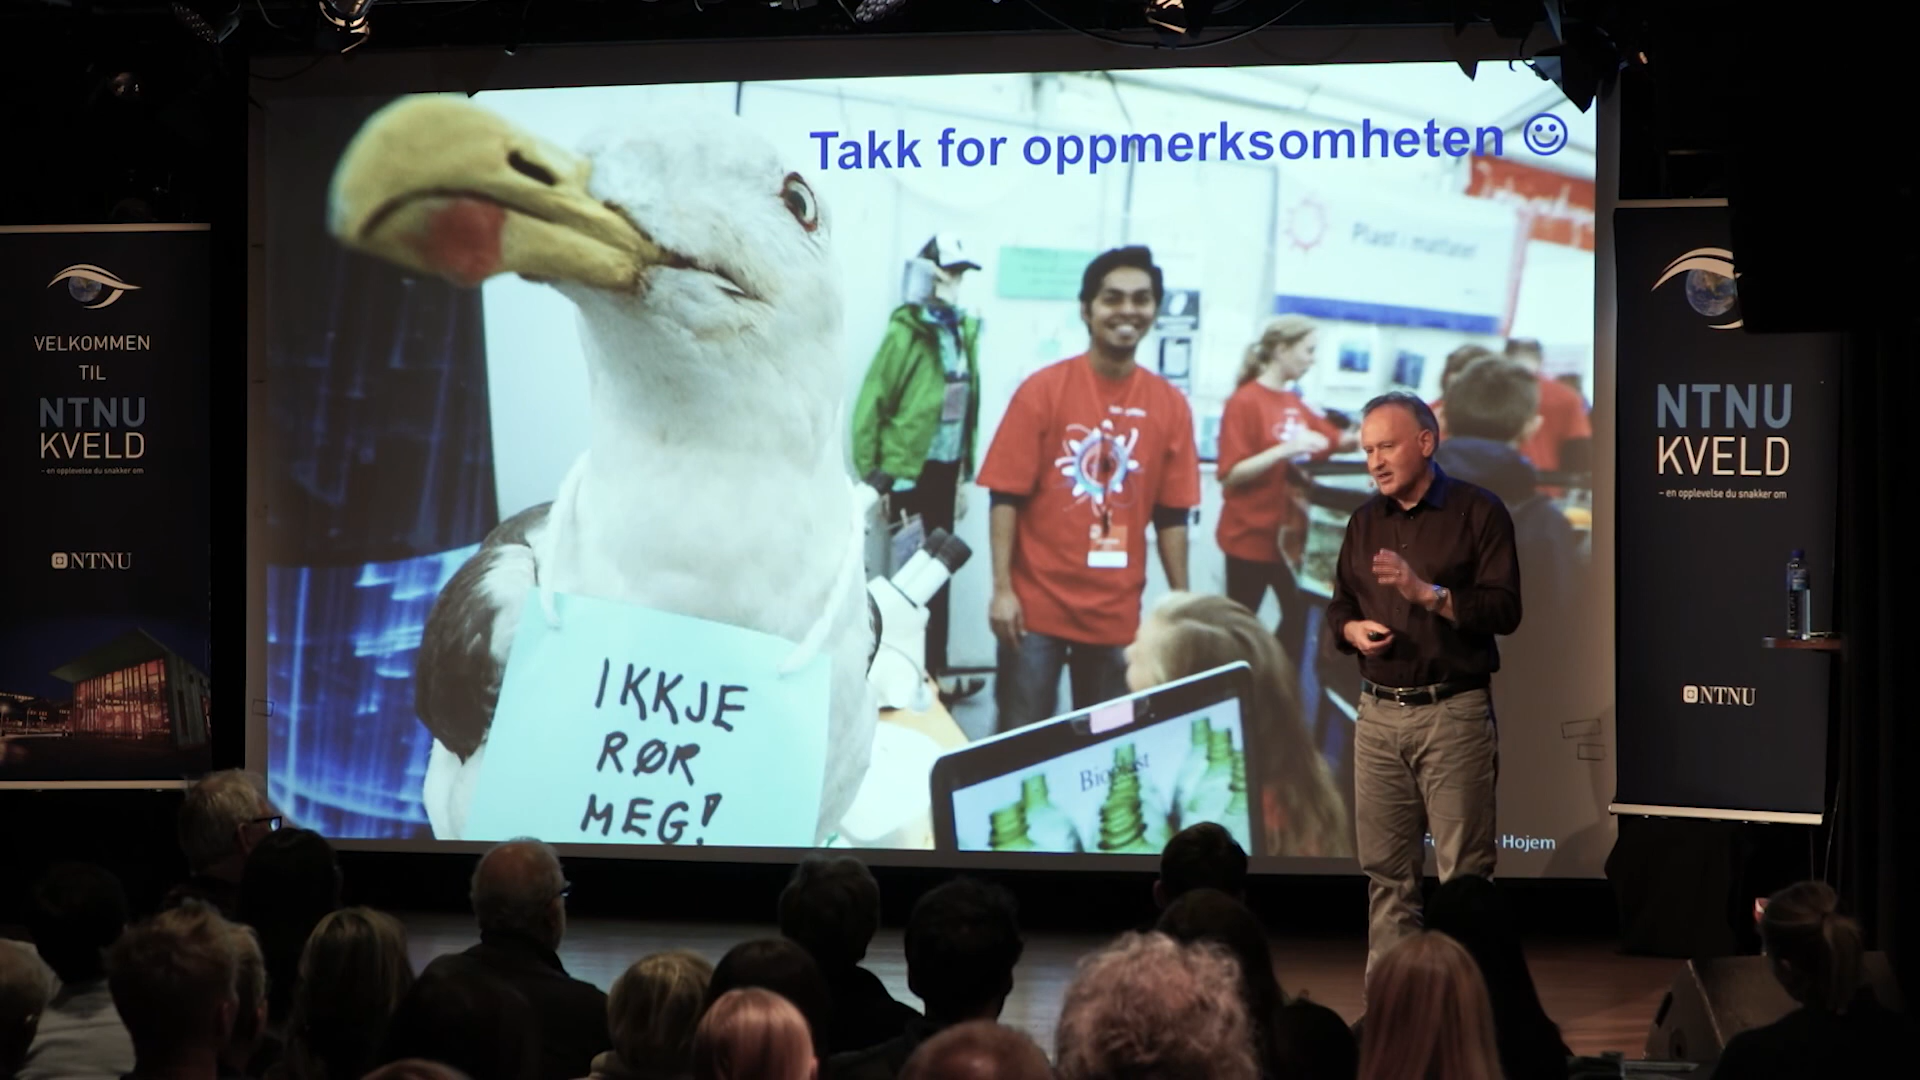 Takk for oppmerksomheten ☺
Plast i matfatet
VELKOMMEN
TIL
NTNU
KVELD
- en opplevelse du snakker om
NTNU
IKKJE
RØR
MEG!
Bioplast
Hojem
NTNU
KVELD
- en opplevelse du snakker om
NTNU